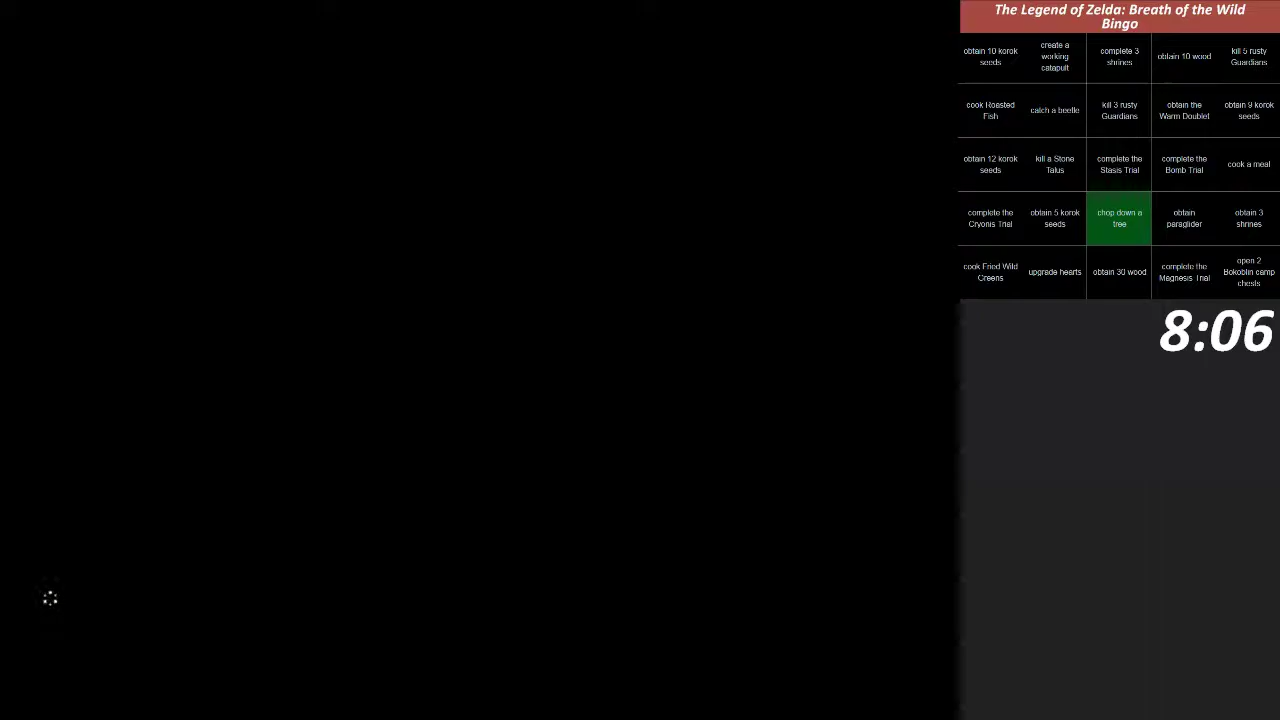 The Legend of Zelda: Breath of the Wild
Bingo
obtain 10 korok
seeds
create a
working
catapult
complete 3
shrines
obtain 10 wood
kill 5 rusty
Guardians
cook Roasted
Fish
catch a beetle
kill 3 rusty
Guardians
obtain the
Warm Doublet
obtain 9 korok
seeds
obtain 12 korok
seeds
kill a Stone
Talus
complete the
Stasis Trial
complete the
Bomb Trial
cook a meal
complete the
Cryonis Trial
obtain 5 korok
seeds
chop down a
tree
obtain
paraglider
obtain 3
shrines
cook Fried Wild
Greens
upgrade hearts
obtain 30 wood
complete the
Magnesis Trial
open 2
Bokoblin camp
chests
8:06